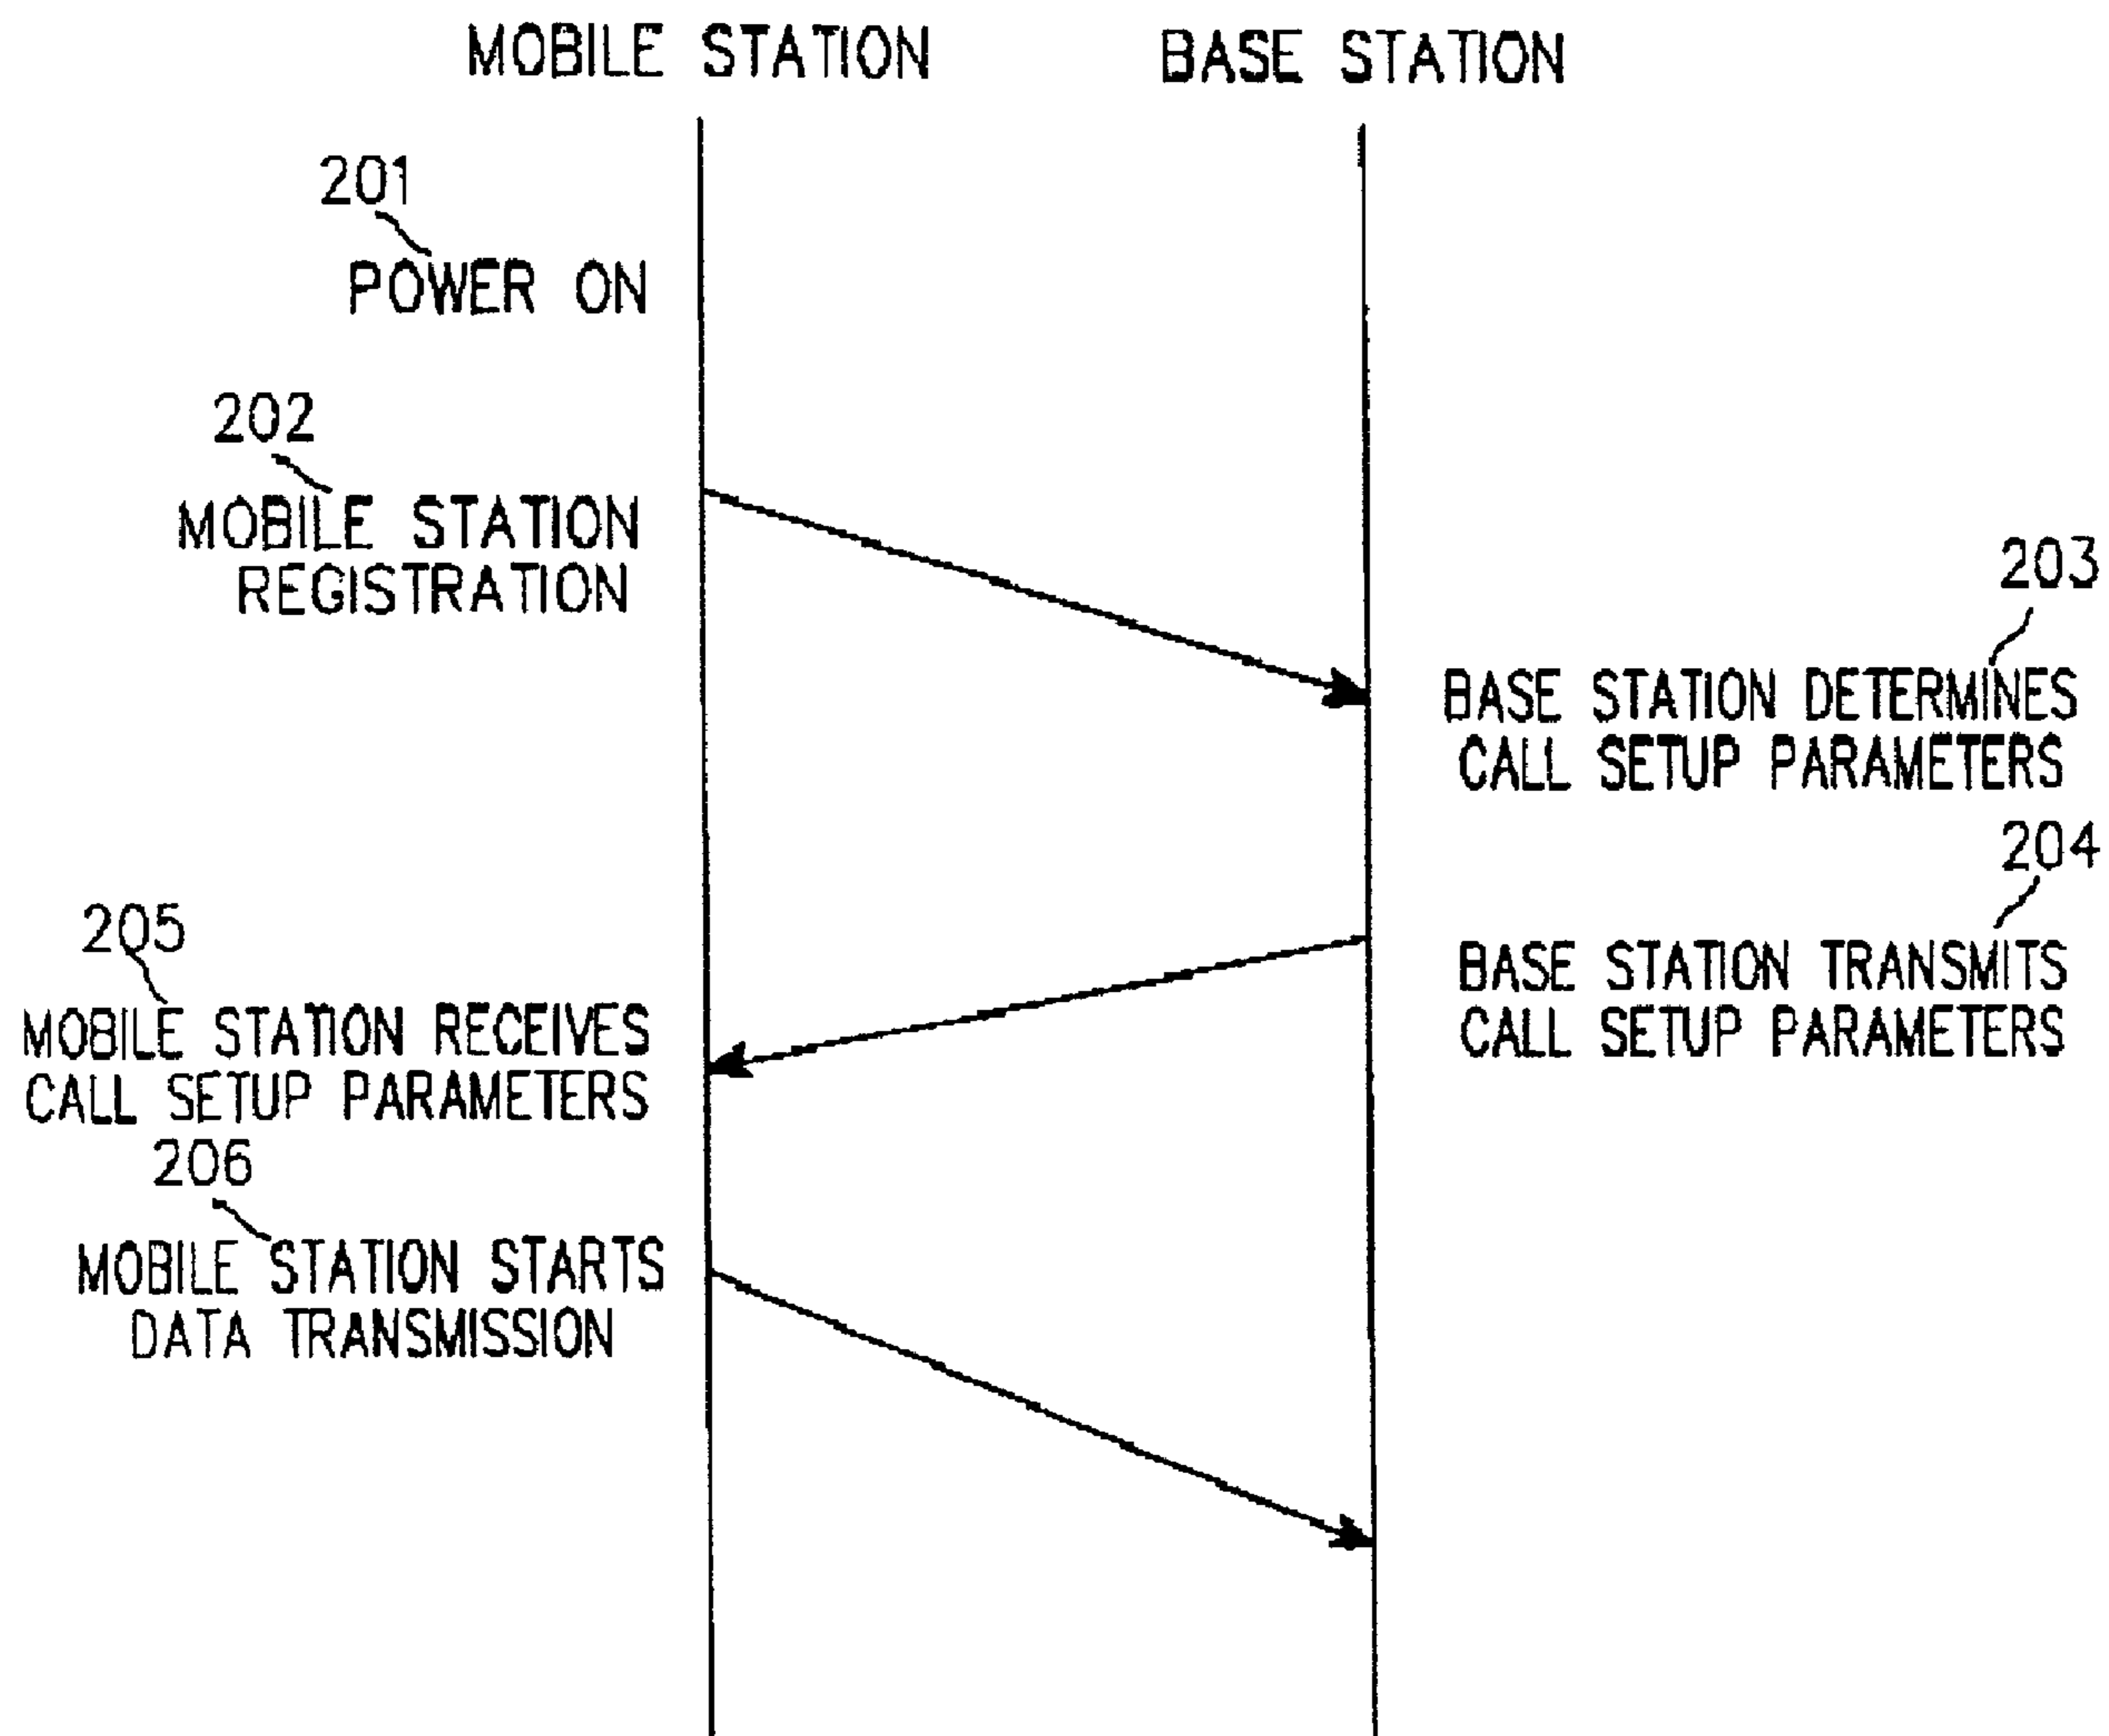 MOBILE STATION
BASE STATION
201
POWER ON
202
MOBILE STATION
REGISTRATION
203
BASE STATION DETERMINES
CALL SETUP PARAMETERS
204
BASE STATION TRANSMITS
CALL SETUP PARAMETERS
205
MOBILE STATION RECEIVES
CALL SETUP PARAMETERS
206
MOBILE STATION STARTS
DATA TRANSMISSION